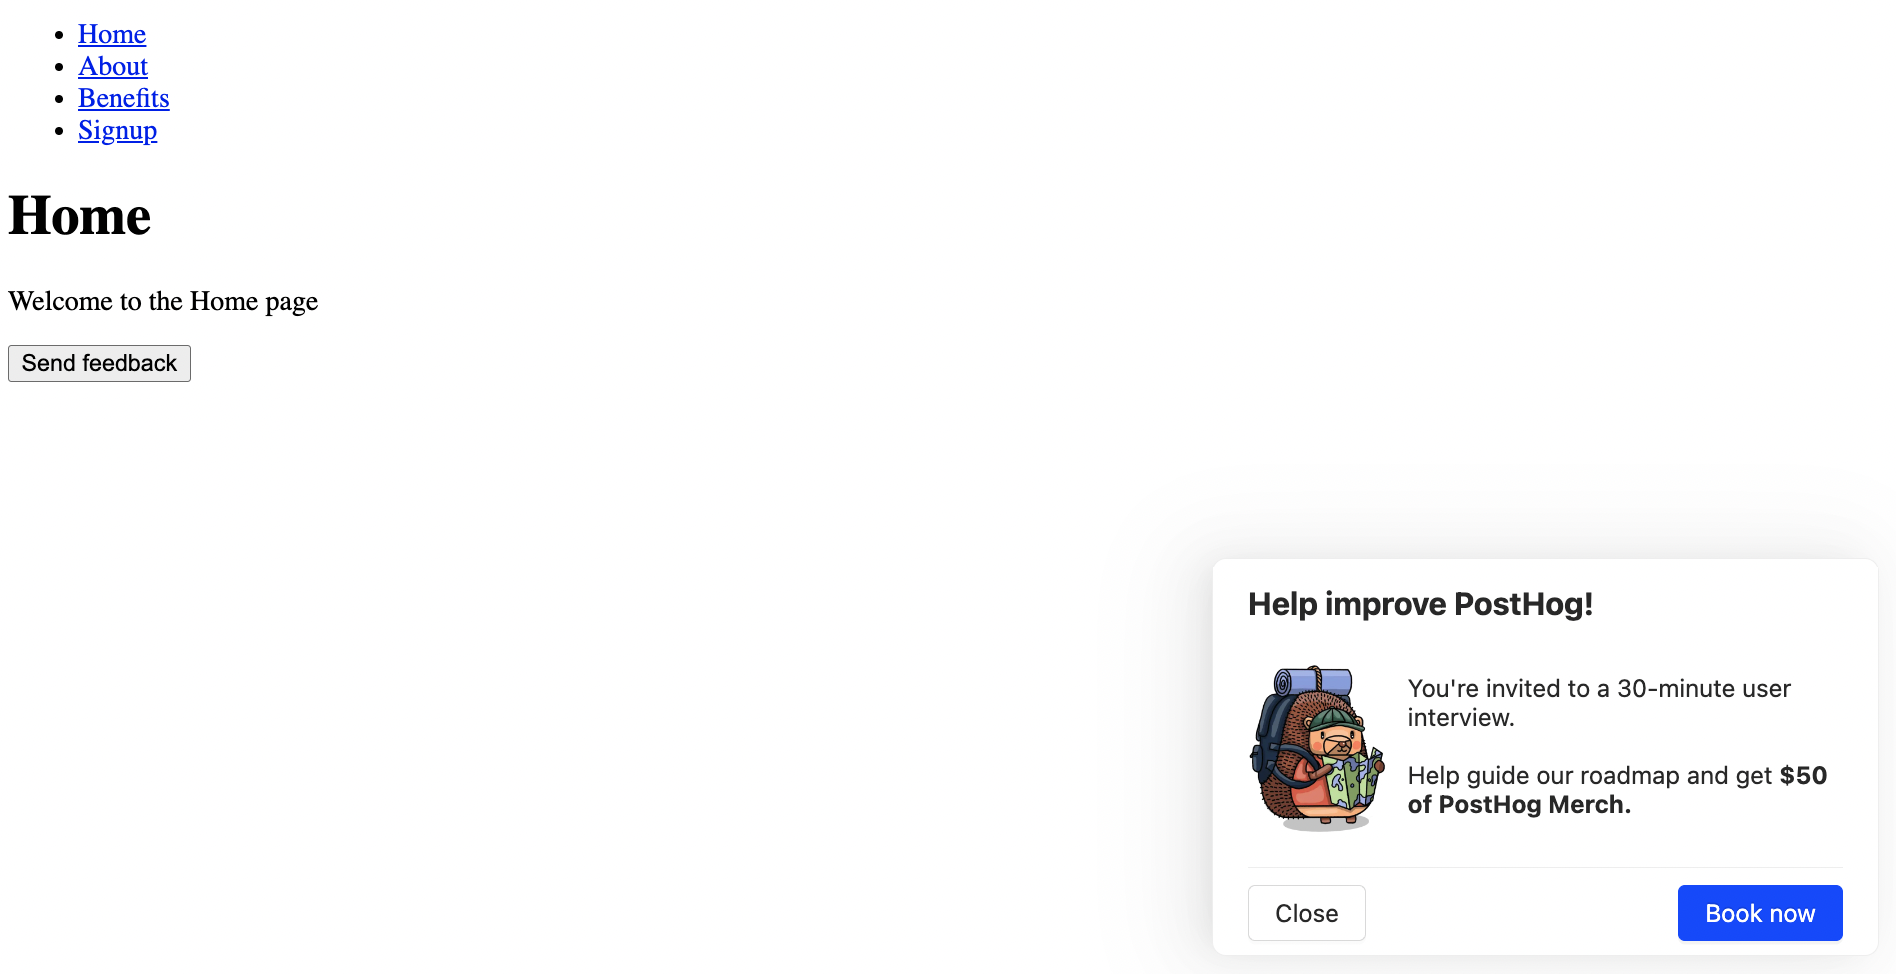 Home
About
Benefits
Signup
Home
Welcome to the Home page
Send feedback
Help improve PostHog!
You're invited to a 30-minute user
interview.
Help guide our roadmap and get $50
of PostHog Merch.
Close
Book now